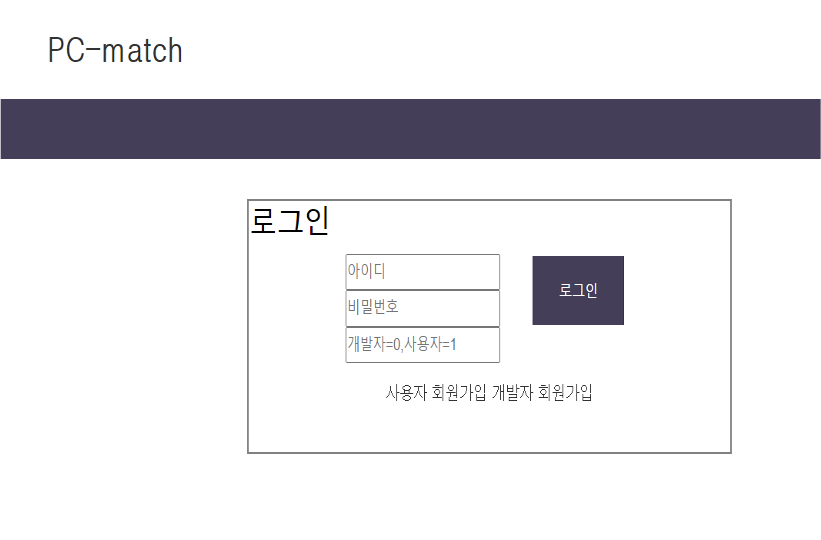 PC-match
로그인
아이디
로그인
비밀번호
개발자=0,사용자=1
사용자 회원가입 개발자 회원가입